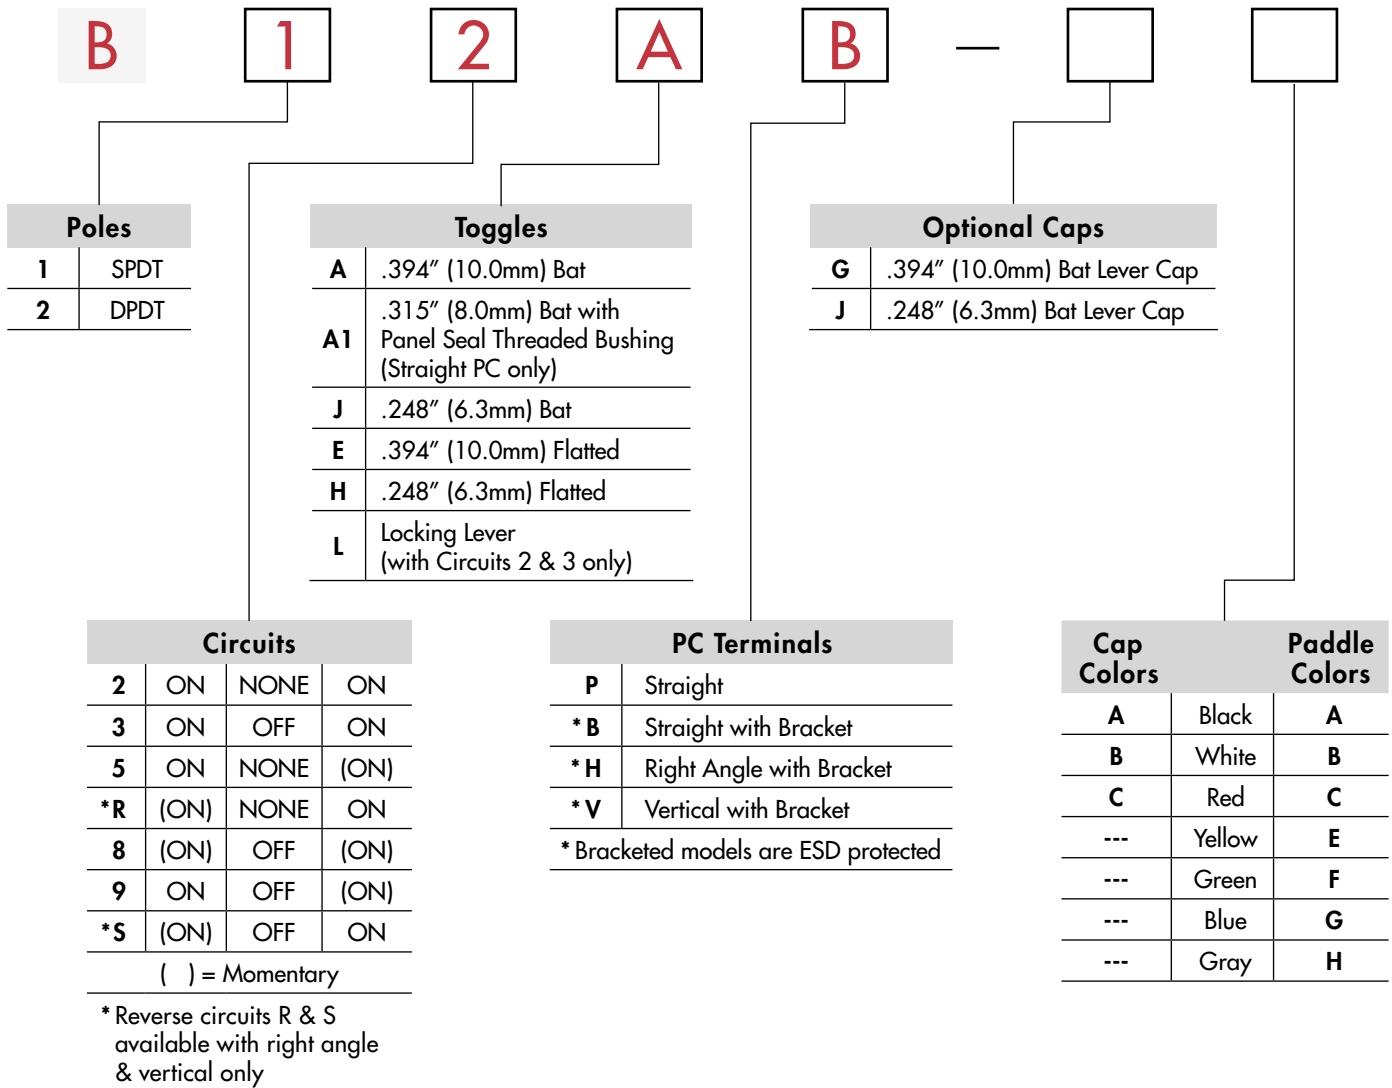 B 1 2 A B —
Poles
1 SPDT
2 DPDT
Toggles
A .394″ (10.0mm) Bat
A1 .315″ (8.0mm) Bat with
Panel Seal Threaded Bushing
(Straight PC only)
J .248″ (6.3mm) Bat
E .394″ (10.0mm) Flatted
H .248″ (6.3mm) Flatted
L Locking Lever
(with Circuits 2 & 3 only)
Optional Caps
G .394″ (10.0mm) Bat Lever Cap
J .248″ (6.3mm) Bat Lever Cap
Circuits
2 ON NONE ON
3 ON OFF ON
5 ON NONE (ON)
*R (ON) NONE ON
8 (ON) OFF (ON)
9 ON OFF (ON)
*S (ON) OFF ON
( ) = Momentary
* Reverse circuits R & S
available with right angle
& vertical only
PC Terminals
P Straight
*B Straight with Bracket
*H Right Angle with Bracket
*V Vertical with Bracket
* Bracketed models are ESD protected
Cap Paddle
Colors Colors
A Black A
B White B
C Red C
--- Yellow E
--- Green F
--- Blue G
--- Gray H